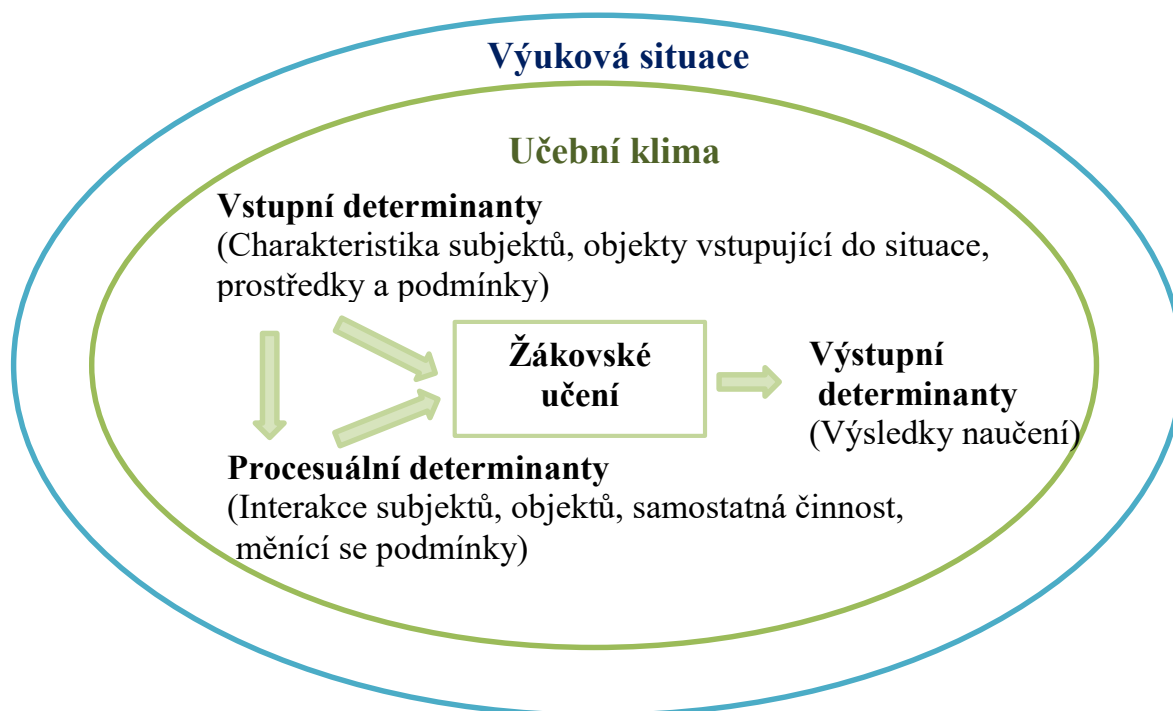 Výuková situace
Učební klima
Vstupní determinanty
(Charakteristika subjektů, objekty vstupující do situace,
prostředky a podmínky)
Žákovské
učení
Výstupní
determinanty
(Výsledky naučení)
Procesuální determinanty
(Interakce subjektů, objektů, samostatná činnost,
měnící se podmínky)